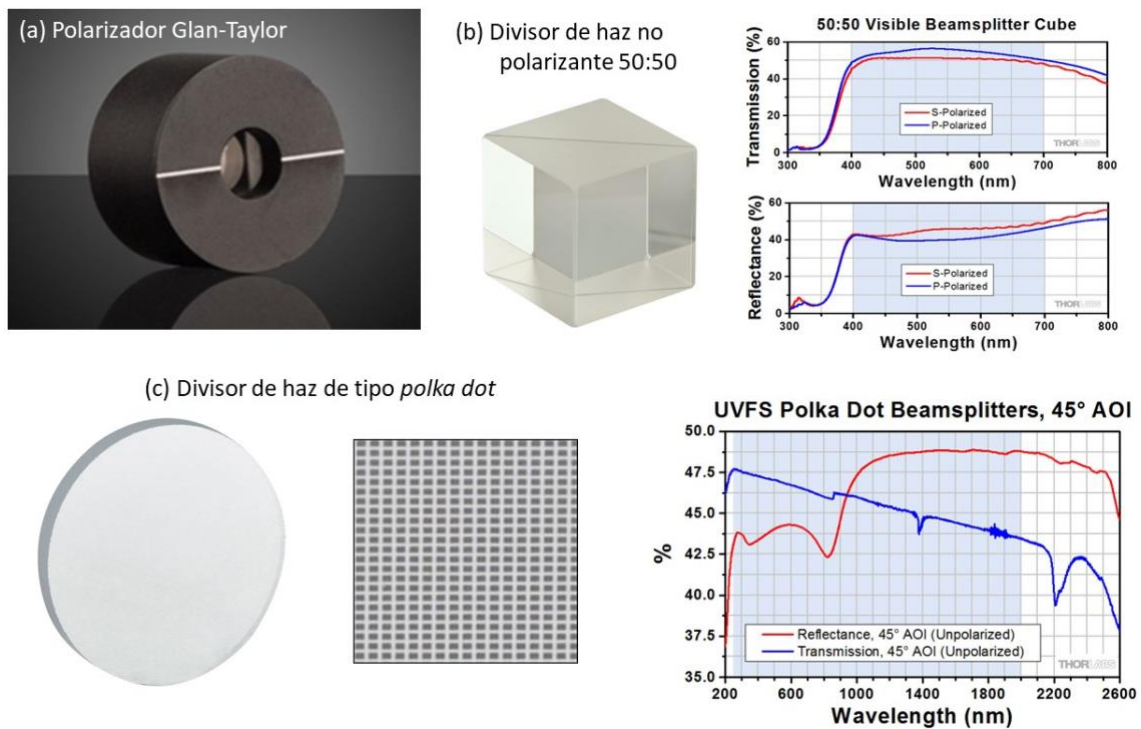 (a) Polarizador Glan-Taylor
(b) Divisor de haz no
polarizante 50:50
50:50 Visible Beamsplitter Cube
Transmission (%)
60
40
20
0
S-Polarized
P-Polarized
THORLABS
300 400 500 600 700 800
Wavelength (nm)
Reflectance (%)
60
40
20
0
S-Polarized
P-Polarized
THORLABS
300 400 500 600 700 800
Wavelength (nm)
(c) Divisor de haz de tipo polka dot
UVFS Polka Dot Beamsplitters, 45° AOI
%
50.0
47.5
45.0
42.5
40.0
37.5
35.0
Reflectance, 45° AOI (Unpolarized)
Transmission, 45° AOI (Unpolarized)
THORLABS
200 600 1000 1400 1800 2200 2600
Wavelength (nm)